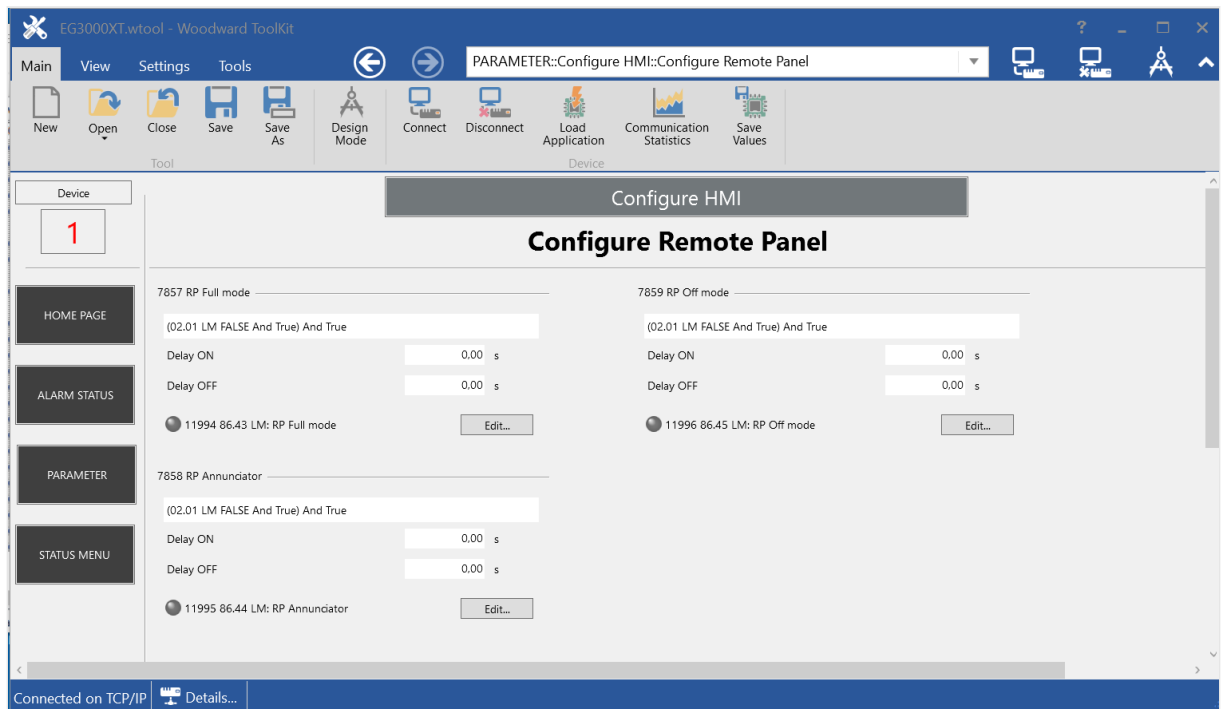 EG3000XT.wtool - Woodward ToolKit
?
Main View Settings Tools
PARAMETER::Configure HMI::Configure Remote Panel
New
Open
Close
Save
Save As
Design Mode
Connect
Disconnect
Load Application
Communication Statistics
Save Values
Tool
Device
Device
1
HOME PAGE
ALARM STATUS
PARAMETER
STATUS MENU
Configure HMI
Configure Remote Panel
7857 RP Full mode
(02.01 LM FALSE And True) And True
Delay ON 0,00 s
Delay OFF 0,00 s
11994 86.43 LM: RP Full mode Edit...
7859 RP Off mode
(02.01 LM FALSE And True) And True
Delay ON 0,00 s
Delay OFF 0,00 s
11996 86.45 LM: RP Off mode Edit...
7858 RP Annunciator
(02.01 LM FALSE And True) And True
Delay ON 0,00 s
Delay OFF 0,00 s
11995 86.44 LM: RP Annunciator Edit...
Connected on TCP/IP Details...